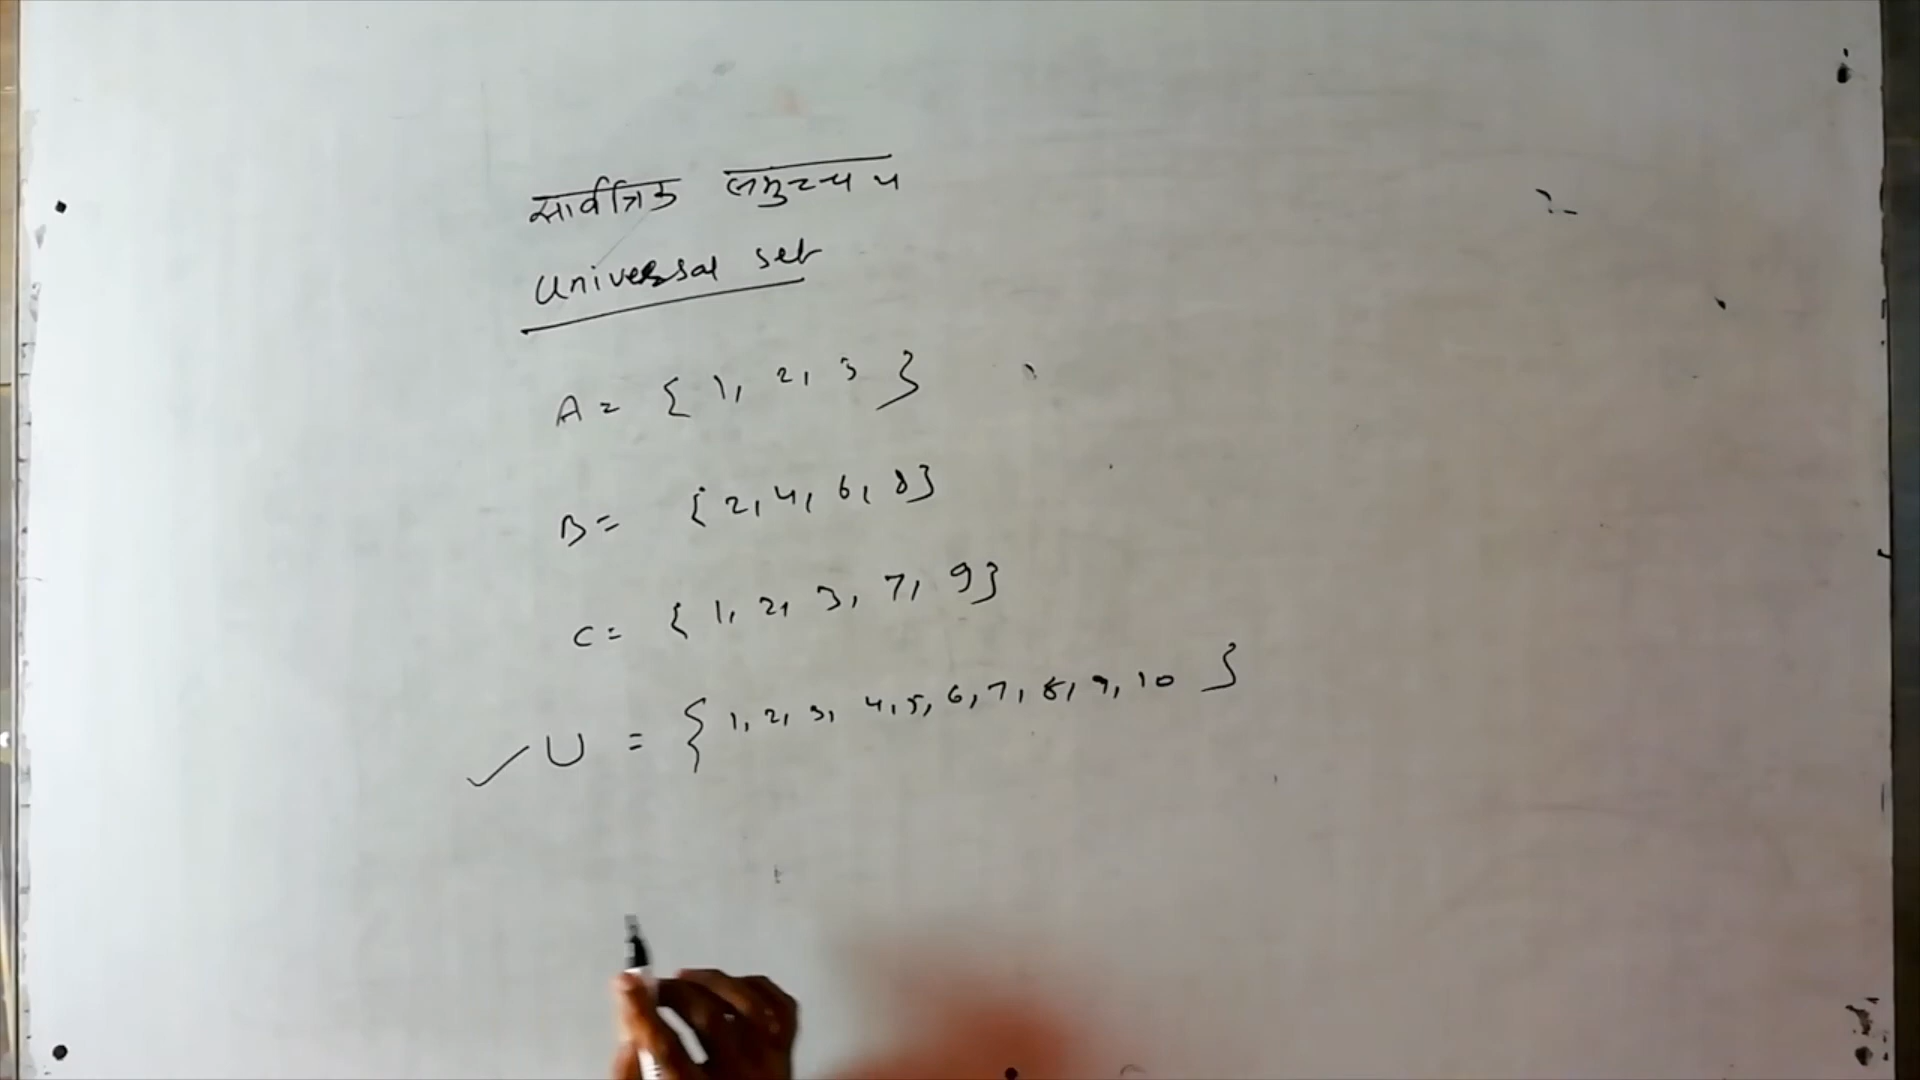 सार्वत्रिक समुच्चय
Universal set
A = { 1, 2, 3 }
B = { 2, 4, 6, 8 }
C = { 1, 2, 3, 7, 9 }
U = { 1, 2, 3, 4, 5, 6, 7, 8, 9, 10 }